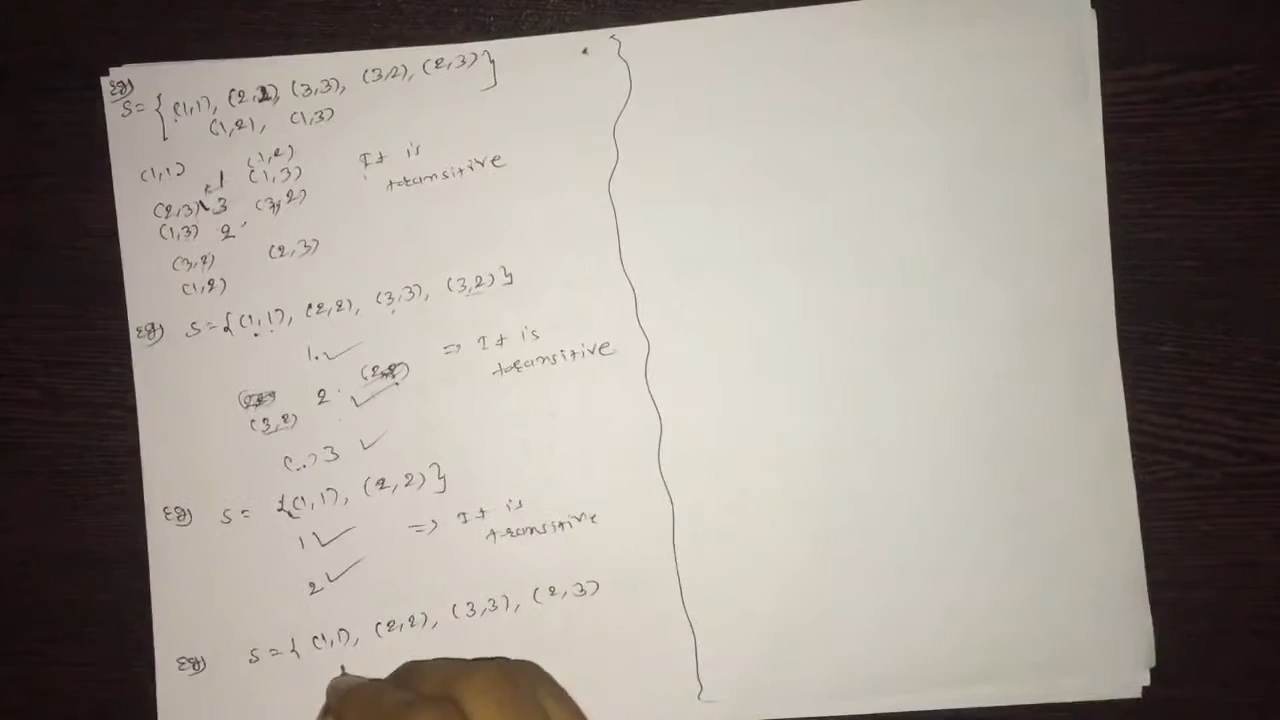 Eg)
S = { (1,1), (2,2), (3,3), (3,2), (2,3) }
(1,2), (1,3)
(1,1) 1 (1,2)
(1,3) It is
transitive
(2,3) 3 (3,2)
(1,3) 2
(3,2) (2,3)
(1,2)
Eg) S = { (1,1), (2,2), (3,3), (3,2) }
1. ✓ => It is
transitive
2 ✓
(3,2)
3 ✓
Eg) S = { (1,1), (2,2) }
1 ✓ => It is
transitive
2 ✓
Eg) S = { (1,1), (2,2), (3,3), (2,3)